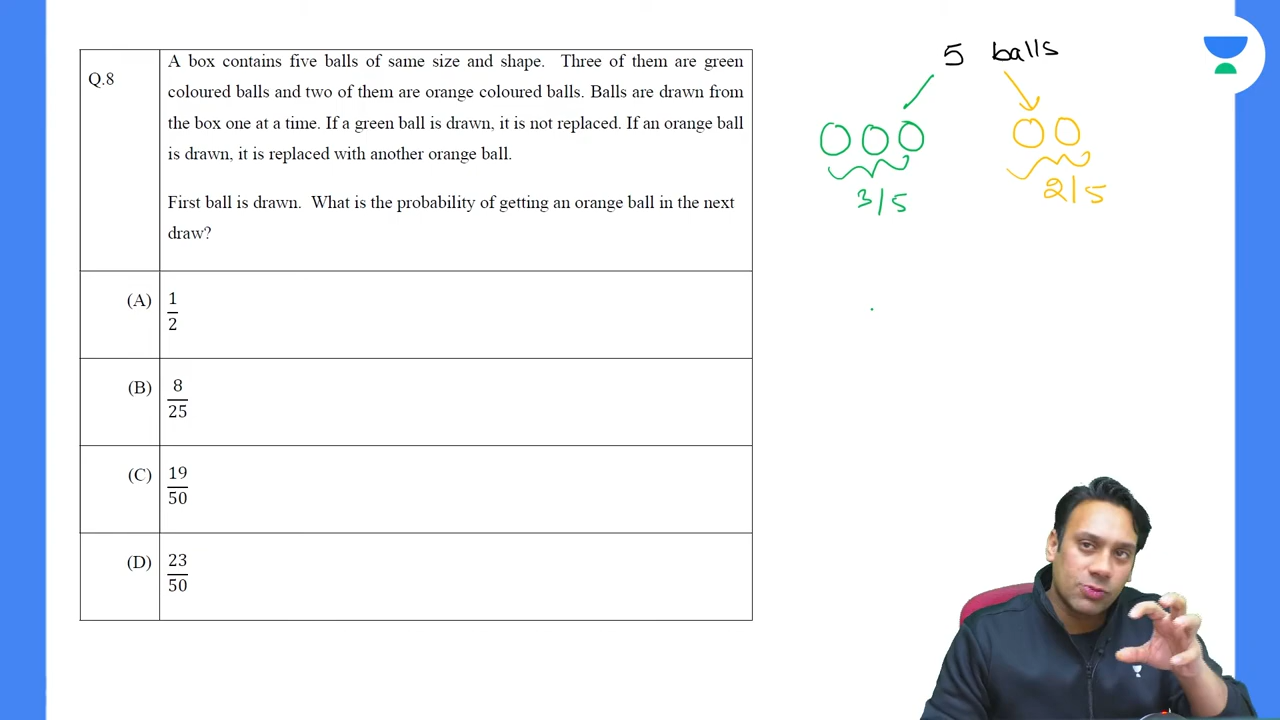 Q.8
A box contains five balls of same size and shape. Three of them are green
coloured balls and two of them are orange coloured balls. Balls are drawn from
the box one at a time. If a green ball is drawn, it is not replaced. If an orange ball
is drawn, it is replaced with another orange ball.
First ball is drawn. What is the probability of getting an orange ball in the next
draw?
(A) 1/2
(B) 8/25
(C) 19/50
(D) 23/50
5 balls
3/5
2/5